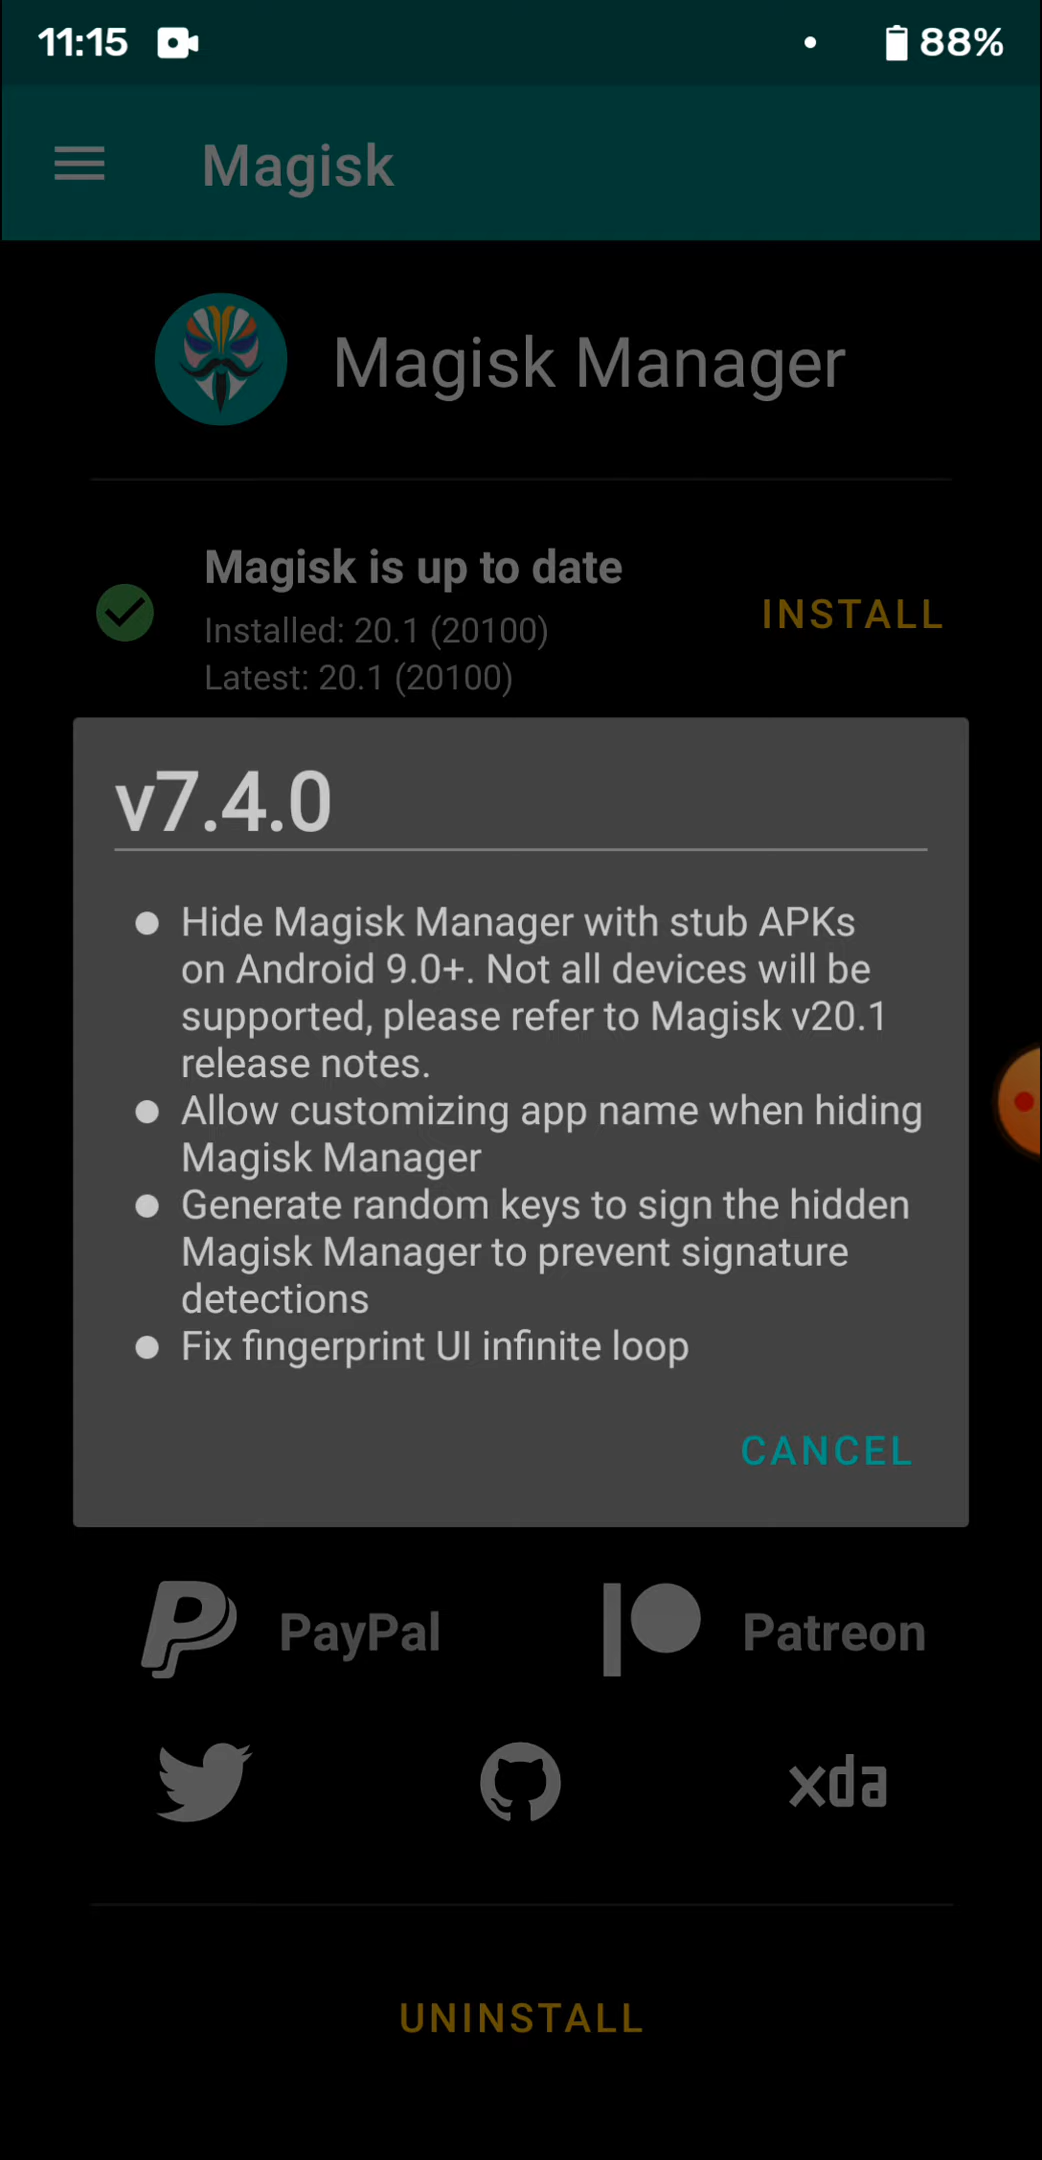 11:15
88%
Magisk
Magisk Manager
Magisk is up to date
INSTALL
Installed: 20.1 (20100)
Latest: 20.1 (20100)
v7.4.0
Hide Magisk Manager with stub APKs
on Android 9.0+. Not all devices will be
supported, please refer to Magisk v20.1
release notes.
Allow customizing app name when hiding
Magisk Manager
Generate random keys to sign the hidden
Magisk Manager to prevent signature
detections
Fix fingerprint UI infinite loop
CANCEL
PayPal
Patreon
xda
UNINSTALL